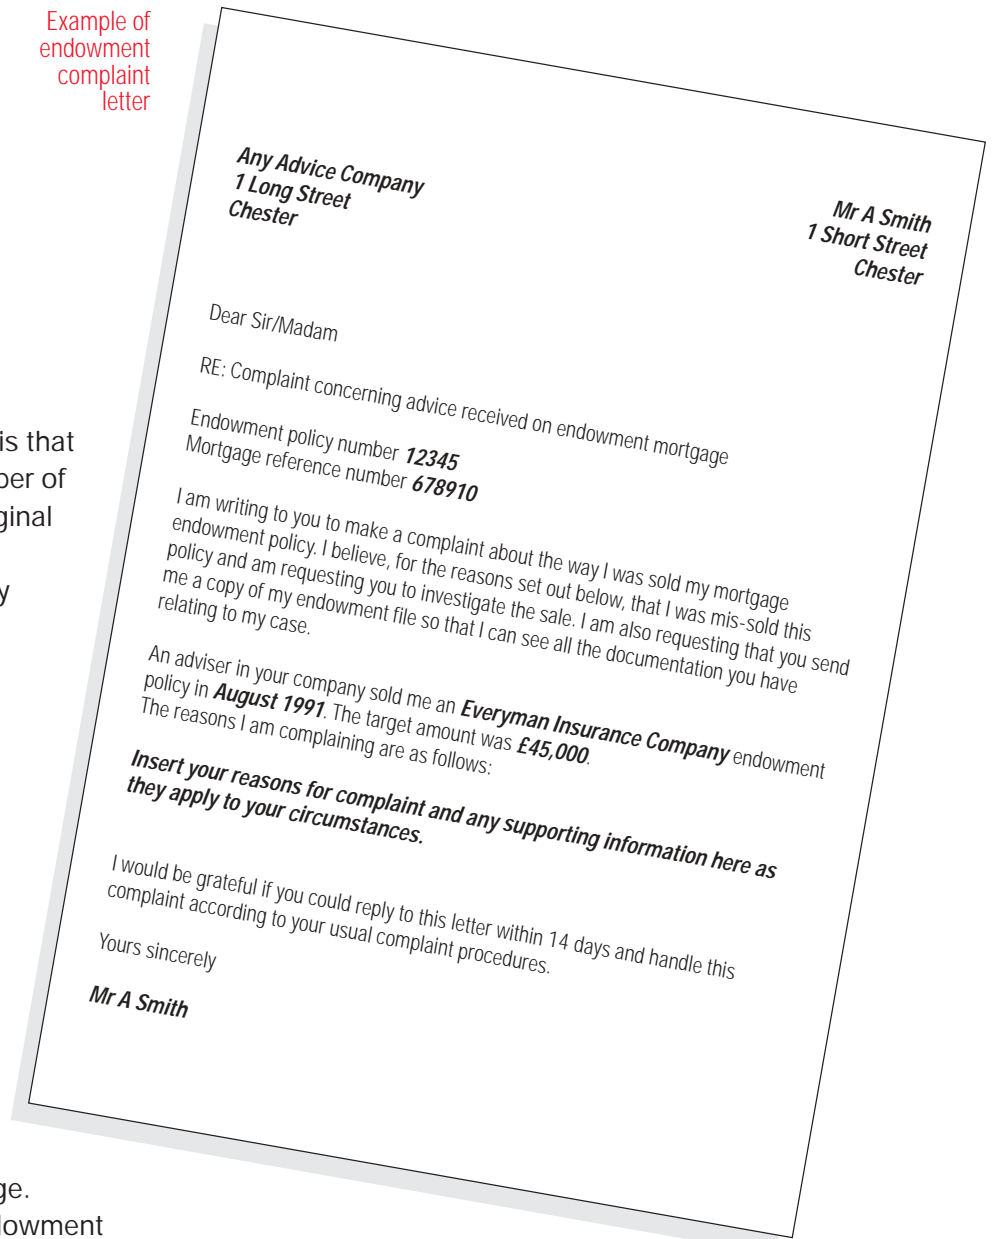 Example of
endowment
complaint
letter
Any Advice Company
1 Long Street
Chester
Mr A Smith
1 Short Street
Chester
Dear Sir/Madam
RE: Complaint concerning advice received on endowment mortgage
Endowment policy number 12345
Mortgage reference number 678910
I am writing to you to make a complaint about the way I was sold my mortgage
endowment policy. I believe, for the reasons set out below, that I was mis-sold this
policy and am requesting you to investigate the sale. I am also requesting that you send
me a copy of my endowment file so that I can see all the documentation you have
relating to my case.
An adviser in your company sold me an Everyman Insurance Company endowment
policy in August 1991. The target amount was £45,000.
The reasons I am complaining are as follows:
Insert your reasons for complaint and any supporting information here as
they apply to your circumstances.
I would be grateful if you could reply to this letter within 14 days and handle this
complaint according to your usual complaint procedures.
Yours sincerely
Mr A Smith
is that
of